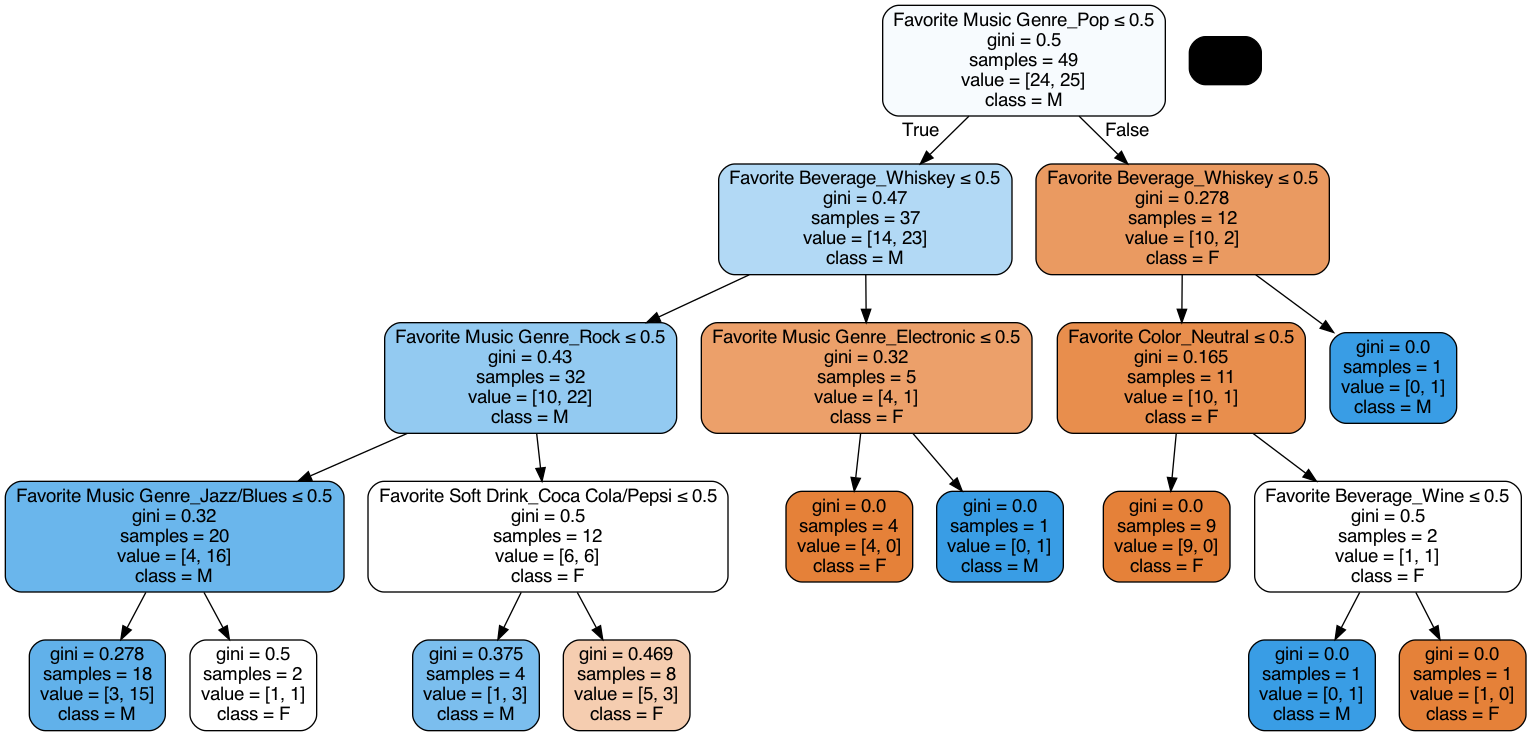 Favorite Music Genre_Pop ≤ 0.5
gini = 0.5
samples = 49
value = [24, 25]
class = M
True
False
Favorite Beverage_Whiskey ≤ 0.5
gini = 0.47
samples = 37
value = [14, 23]
class = M
Favorite Beverage_Whiskey ≤ 0.5
gini = 0.278
samples = 12
value = [10, 2]
class = F
Favorite Music Genre_Rock ≤ 0.5
gini = 0.43
samples = 32
value = [10, 22]
class = M
Favorite Music Genre_Electronic ≤ 0.5
gini = 0.32
samples = 5
value = [4, 1]
class = F
Favorite Color_Neutral ≤ 0.5
gini = 0.165
samples = 11
value = [10, 1]
class = F
gini = 0.0
samples = 1
value = [0, 1]
class = M
Favorite Music Genre_Jazz/Blues ≤ 0.5
gini = 0.32
samples = 20
value = [4, 16]
class = M
Favorite Soft Drink_Coca Cola/Pepsi ≤ 0.5
gini = 0.5
samples = 12
value = [6, 6]
class = F
gini = 0.0
samples = 4
value = [4, 0]
class = F
gini = 0.0
samples = 1
value = [0, 1]
class = M
gini = 0.0
samples = 9
value = [9, 0]
class = F
Favorite Beverage_Wine ≤ 0.5
gini = 0.5
samples = 2
value = [1, 1]
class = F
gini = 0.278
samples = 18
value = [3, 15]
class = M
gini = 0.5
samples = 2
value = [1, 1]
class = F
gini = 0.375
samples = 4
value = [1, 3]
class = M
gini = 0.469
samples = 8
value = [5, 3]
class = F
gini = 0.0
samples = 1
value = [0, 1]
class = M
gini = 0.0
samples = 1
value = [1, 0]
class = F